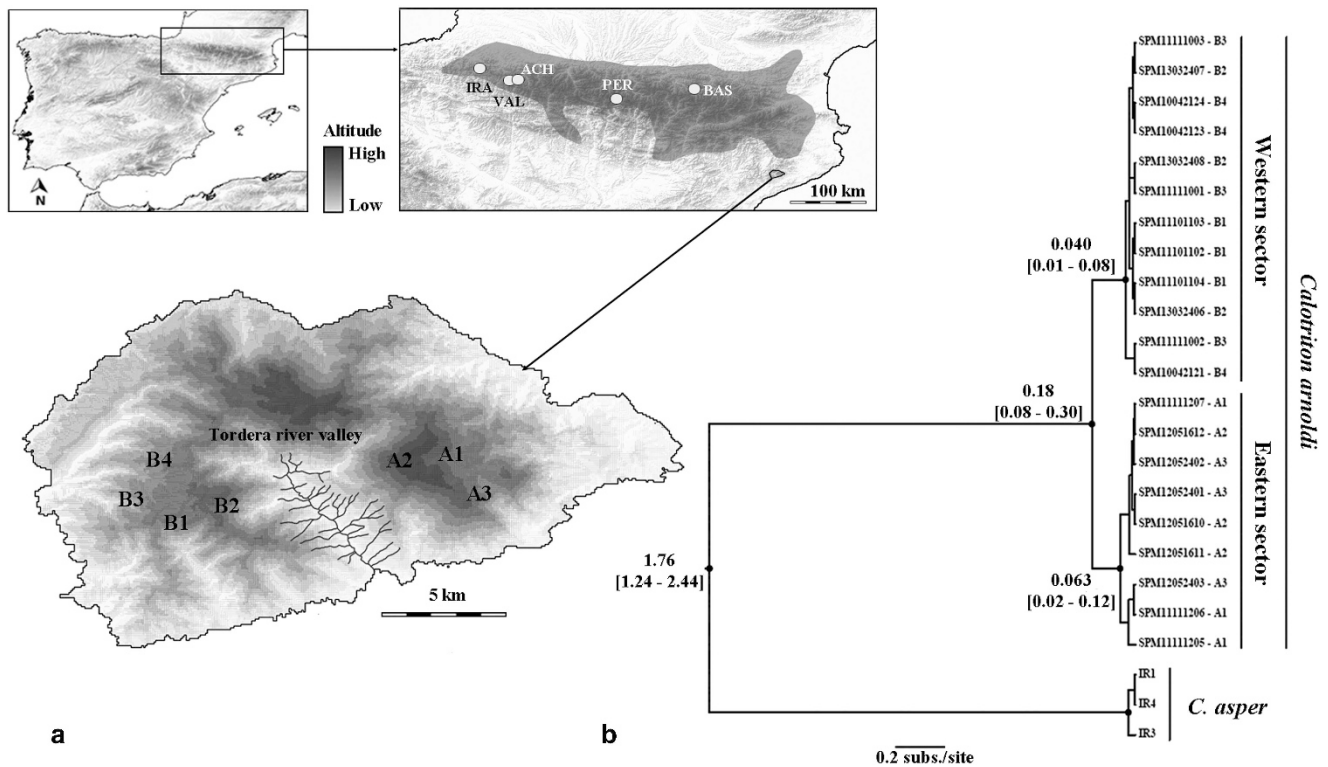 N
Altitude
High
Low
IRA
VAL
ACH
PER
BAS
100 km
Tordera river valley
B4
B3
B2
B1
A2
A1
A3
5 km
a
SPM11111003 - B3
SPM13032407 - B2
SPM10042124 - B4
SPM10042123 - B4
SPM13032408 - B2
SPM11111001 - B3
SPM11101103 - B1
SPM11101102 - B1
SPM11101104 - B1
SPM13032406 - B2
SPM11111002 - B3
SPM10042121 - B4
SPM11111207 - A1
SPM12051612 - A2
SPM12052402 - A3
SPM12052401 - A3
SPM12051610 - A2
SPM12051611 - A2
SPM12052403 - A3
SPM11111206 - A1
SPM11111205 - A1
IR1
IR4
IR3
Western sector
Eastern sector
Calotriton arnoldi
C. asper
0.040
[0.01 - 0.08]
0.18
[0.08 - 0.30]
0.063
[0.02 - 0.12]
1.76
[1.24 - 2.44]
0.2 subs./site
b